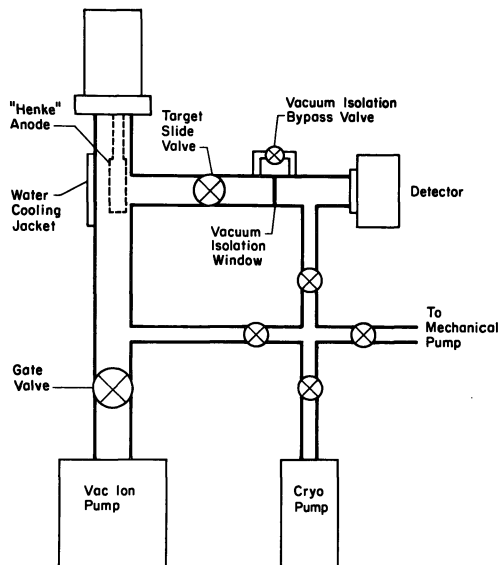 "Henke"
Anode
Target
Slide
Valve
Vacuum Isolation
Bypass Valve
Water
Cooling
Jacket
Detector
Vacuum
Isolation
Window
To
Mechanical
Pump
Gate
Valve
Vac Ion
Pump
Cryo
Pump